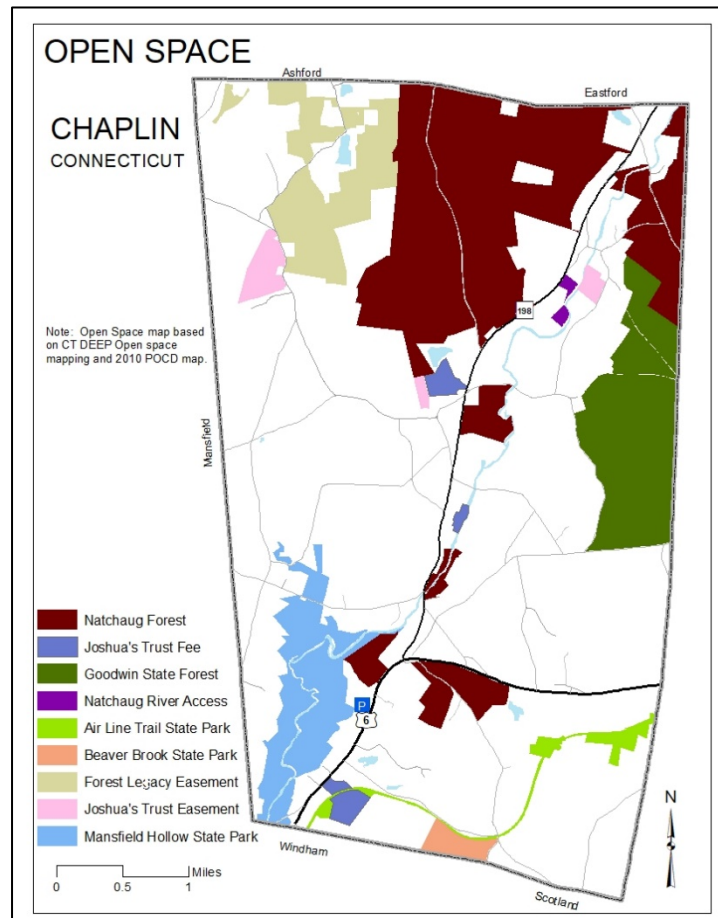 OPEN SPACE
CHAPLIN
CONNECTICUT
Ashford
Eastford
198
Note: Open Space map based
on CT DEEP Open space
mapping and 2010 POCD map.
Mansfield
Natchaug Forest
Joshua's Trust Fee
Goodwin State Forest
Natchaug River Access
Air Line Trail State Park
Beaver Brook State Park
Forest Legacy Easement
Joshua's Trust Easement
Mansfield Hollow State Park
P
6
N
Miles
0 0.5 1
Windham
Scotland